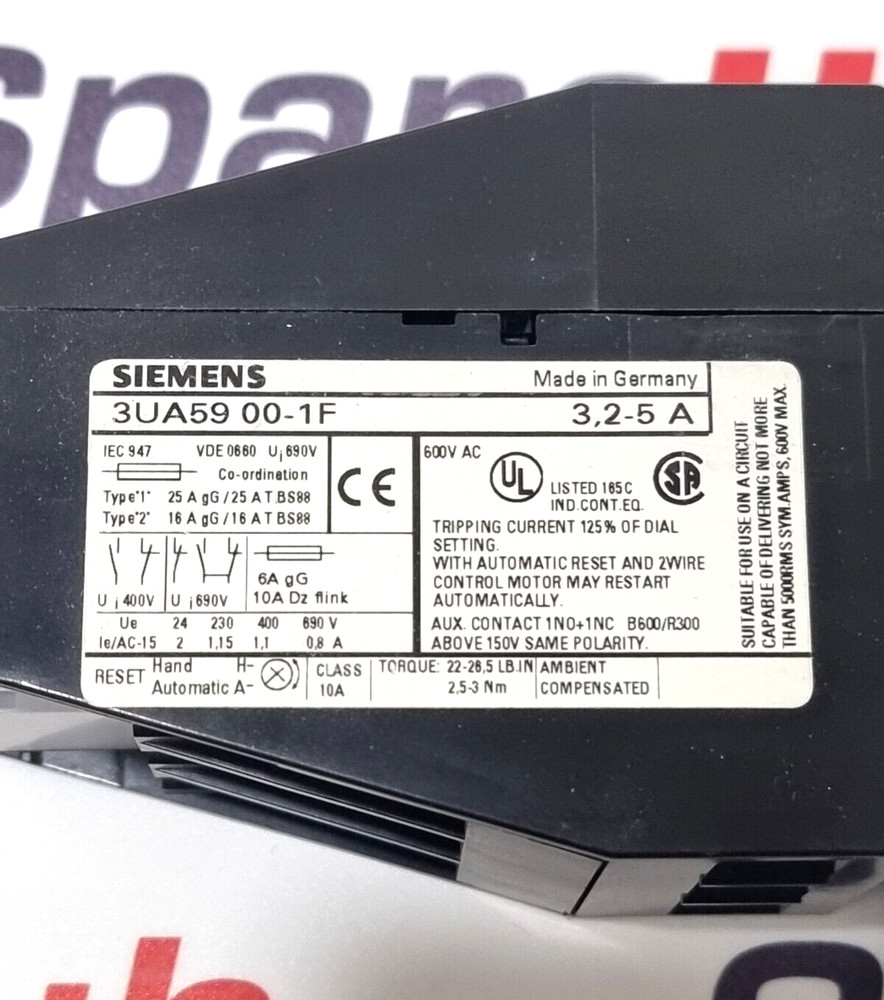 SIEMENS Made in Germany
3UA59 00-1F 3,2-5 A
IEC 947 VDE 0660 Ui 690V
Co-ordination
Type"1" 25 A gG/25 A T.BS88
Type"2" 16 A gG/16 A T BS88
CE
Ui 400V Ui 690V
6A gG
10A Dz flink
Ue 24 230 400 690 V
Ie/AC-15 2 1,15 1,1 0,8 A
600V AC
UL LISTED 165C
IND.CONT.EQ.
SA
TRIPPING CURRENT 125% OF DIAL
SETTING.
WITH AUTOMATIC RESET AND 2WIRE
CONTROL MOTOR MAY RESTART
AUTOMATICALLY.
AUX. CONTACT 1NO+1NC B600/R300
ABOVE 150V SAME POLARITY.
SUITABLE FOR USE ON A CIRCUIT
CAPABLE OF DELIVERING NOT MORE
THAN 5000RMS SYM.AMPS, 600V MAX.
RESET Hand H-
Automatic A-
CLASS
10A
TORQUE: 22-26,5 LB.IN
2,5-3 Nm
AMBIENT
COMPENSATED